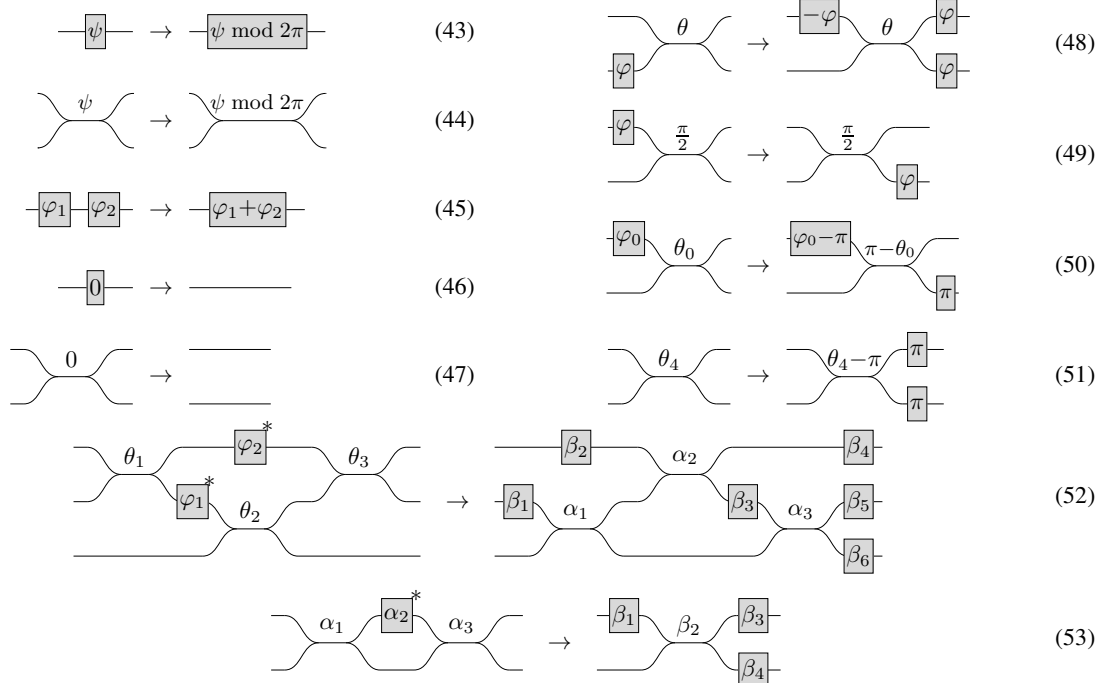 ψ → ψ mod 2π (43)
ψ → ψ mod 2π (44)
φ₁ φ₂ → φ₁+φ₂ (45)
0 → (46)
0 → (47)
φ θ → −φ θ φ φ (48)
φ π/2 → π/2 φ (49)
φ₀ θ₀ → φ₀−π π−θ₀ π (50)
θ₄ → θ₄−π π π (51)
θ₁ φ₁* φ₂* θ₂ θ₃ → β₁ β₂ α₁ α₂ β₃ α₃ β₄ β₅ β₆ (52)
α₁ α₂* α₃ → β₁ β₂ β₃ β₄ (53)